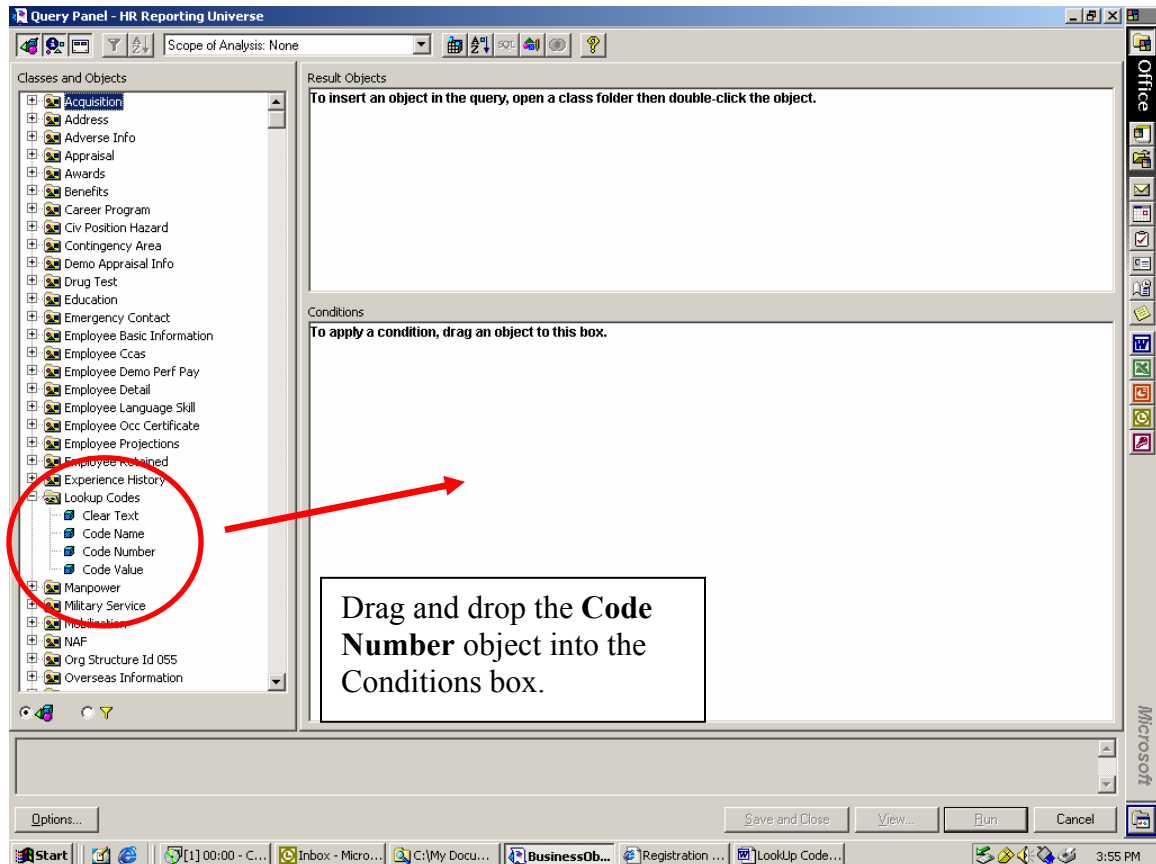 Query Panel - HR Reporting Universe
Scope of Analysis: None
SQL
Classes and Objects
Acquisition
Address
Adverse Info
Appraisal
Awards
Benefits
Career Program
Civ Position Hazard
Contingency Area
Demo Appraisal Info
Drug Test
Education
Emergency Contact
Employee Basic Information
Employee Ccas
Employee Demo Perf Pay
Employee Detail
Employee Language Skill
Employee Occ Certificate
Employee Projections
Employee Retained
Experience History
Lookup Codes
Clear Text
Code Name
Code Number
Code Value
Manpower
Military Service
Mobilization
NAF
Org Structure Id 055
Overseas Information
Result Objects
To insert an object in the query, open a class folder then double-click the object.
Conditions
To apply a condition, drag an object to this box.
Drag and drop the Code
Number object into the
Conditions box.
Options...
Save and Close
View...
Run
Cancel
Office
Microsoft
Start
[1] 00:00 - C...
Inbox - Micro...
C:\My Docu...
BusinessOb...
Registration ...
LookUp Code...
3:55 PM